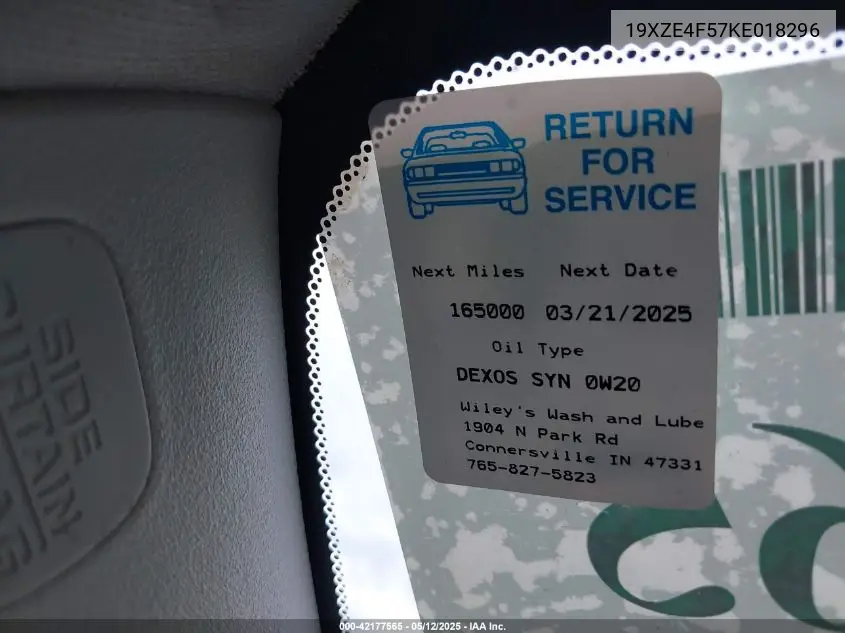 19XZE4F57KE018296
RETURN
FOR
SERVICE
Next Miles Next Date
165000 03/21/2025
Oil Type
DEXOS SYN 0W20
Wiley's Wash and Lube
1904 N Park Rd
Connersville IN 47331
765-827-5823
SIDE
CURTAIN
000-42177565 - 05/12/2025 - IAA Inc.